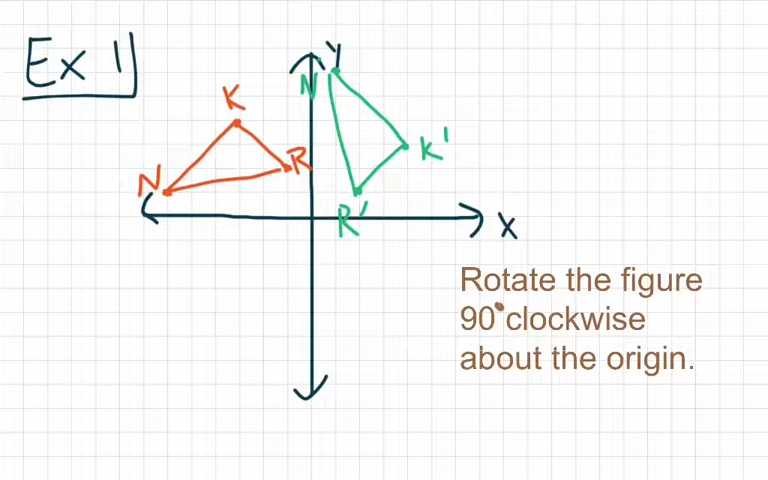 Ex 1
Y
N
K
K'
R
N
R'
X
Rotate the figure
90° clockwise
about the origin.